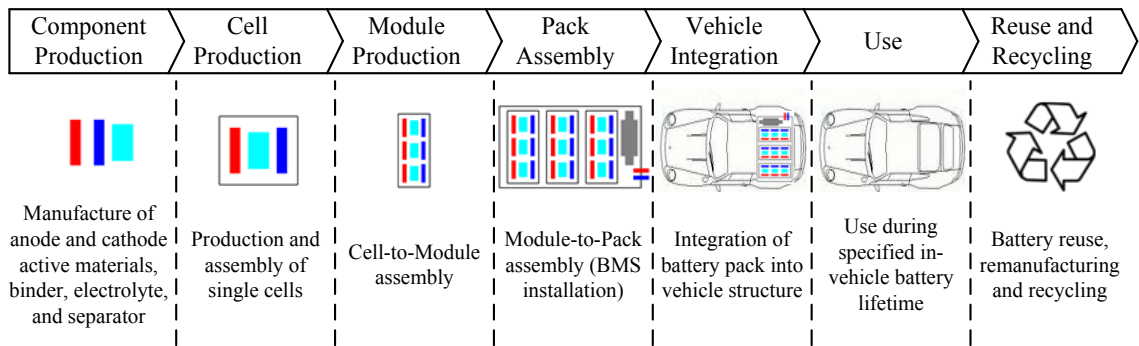 Component
Production
Cell
Production
Module
Production
Pack
Assembly
Vehicle
Integration
Use
Reuse and
Recycling
Manufacture of
anode and cathode
active materials,
binder, electrolyte,
and separator
Production and
assembly of
single cells
Cell-to-Module
assembly
Module-to-Pack
assembly (BMS
installation)
Integration of
battery pack into
vehicle structure
Use during
specified in-
vehicle battery
lifetime
Battery reuse,
remanufacturing
and recycling